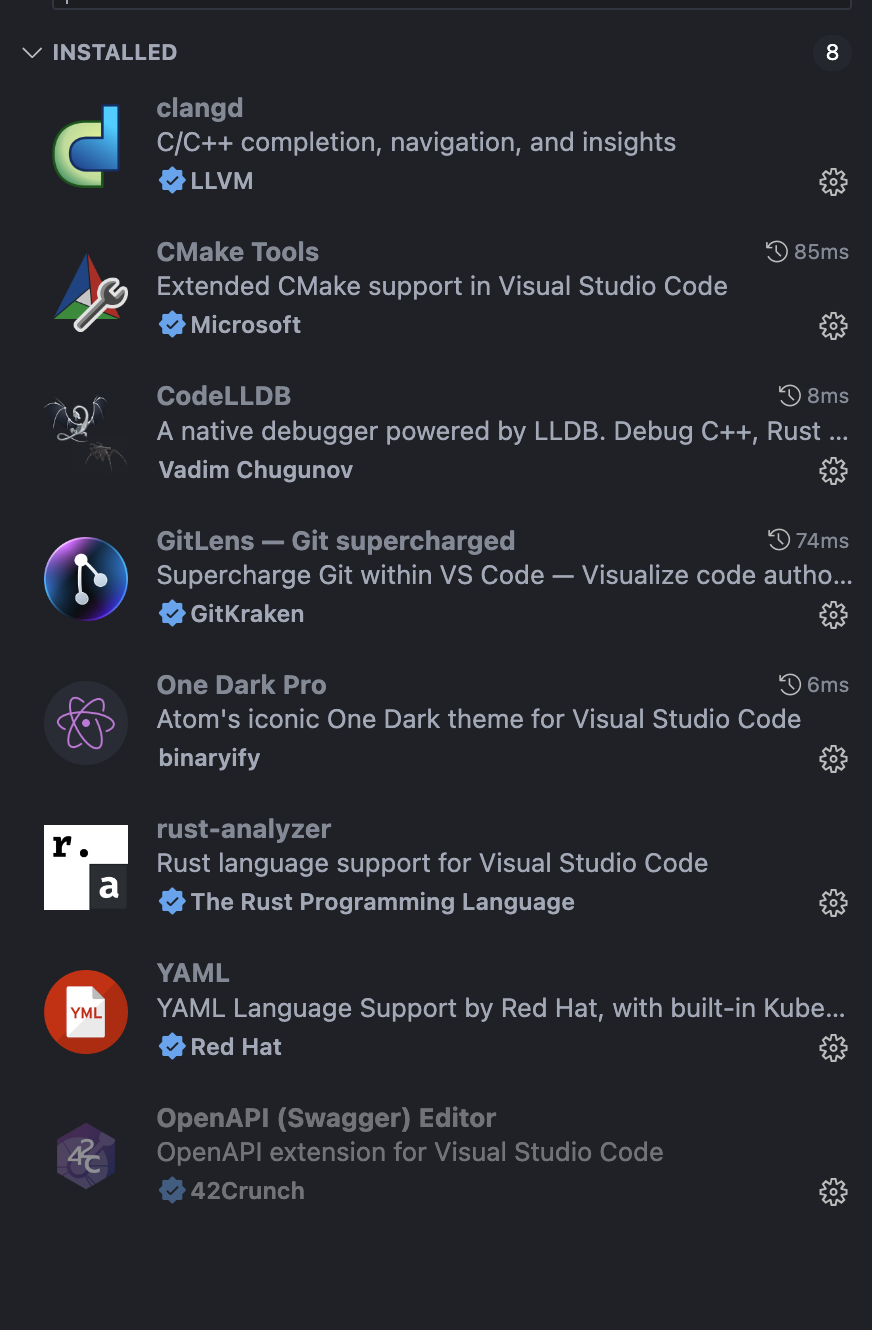 INSTALLED 8
clangd
C/C++ completion, navigation, and insights
LLVM
CMake Tools 85ms
Extended CMake support in Visual Studio Code
Microsoft
CodeLLDB 8ms
A native debugger powered by LLDB. Debug C++, Rust ...
Vadim Chugunov
GitLens — Git supercharged 74ms
Supercharge Git within VS Code — Visualize code autho...
GitKraken
One Dark Pro 6ms
Atom's iconic One Dark theme for Visual Studio Code
binaryify
r.
a
rust-analyzer
Rust language support for Visual Studio Code
The Rust Programming Language
YML
YAML
YAML Language Support by Red Hat, with built-in Kube...
Red Hat
42C
OpenAPI (Swagger) Editor
OpenAPI extension for Visual Studio Code
42Crunch